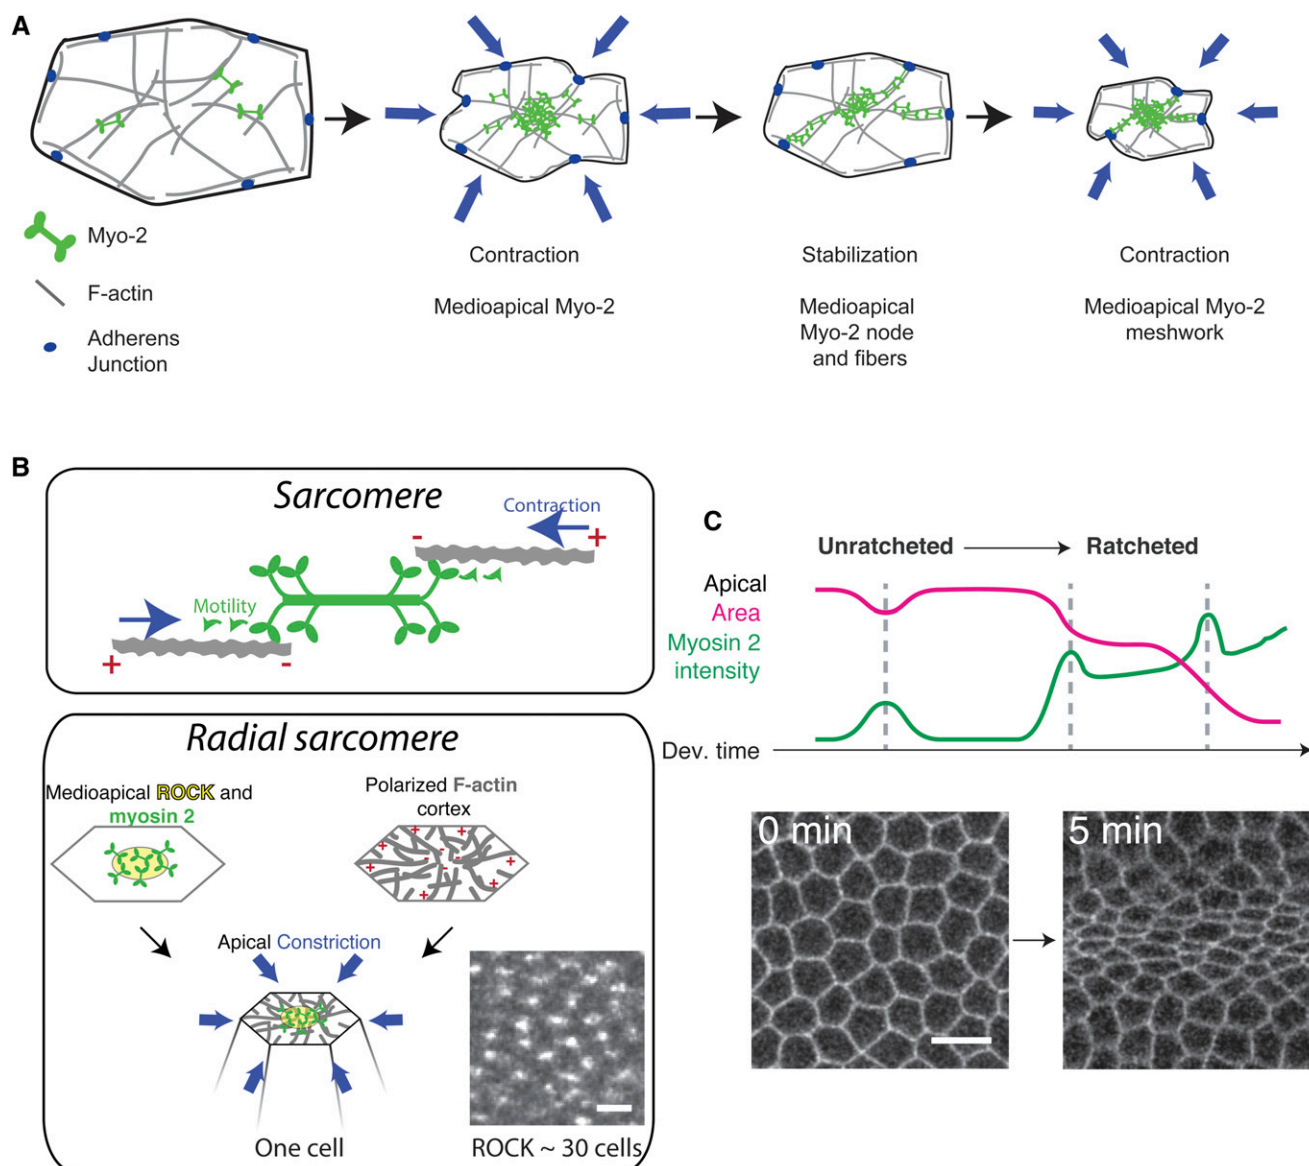 A
Myo-2
F-actin
Adherens
Junction
Contraction
Medioapical Myo-2
Stabilization
Medioapical
Myo-2 node
and fibers
Contraction
Medioapical Myo-2
meshwork
B
Sarcomere
Contraction
-
+
Motility
+
-
Radial sarcomere
Medioapical ROCK and
myosin 2
Polarized F-actin
cortex
+ + + + + + + +
- - - - -
Apical Constriction
One cell
ROCK ~ 30 cells
C
Unratcheted
Ratcheted
Apical
Area
Myosin 2
intensity
Dev. time
0 min
5 min